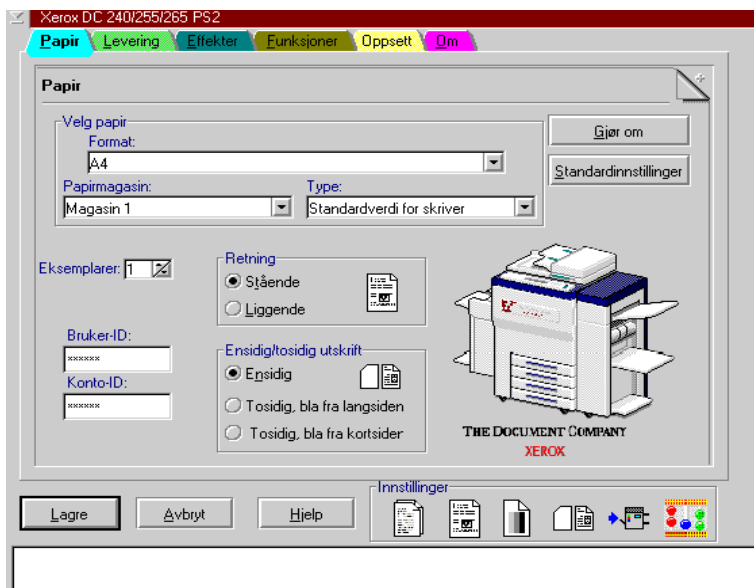 Xerox DC 240/255/265 PS2
Papir Levering Effekter Funksjoner Oppsett Om
Papir
Velg papir
Format:
A4
Gjør om
Standardinnstillinger
Papirmagasin: Type:
Magasin 1 Standardverdi for skriver
Eksemplarer: 1
Retning
Stående
Liggende
Bruker-ID:
xxxxxx
Konto-ID:
xxxxxx
Ensidig/tosidig utskrift
Ensidig
Tosidig, bla fra langsiden
Tosidig, bla fra kortsider
THE DOCUMENT COMPANY
XEROX
Innstillinger
Lagre Avbryt Hjelp